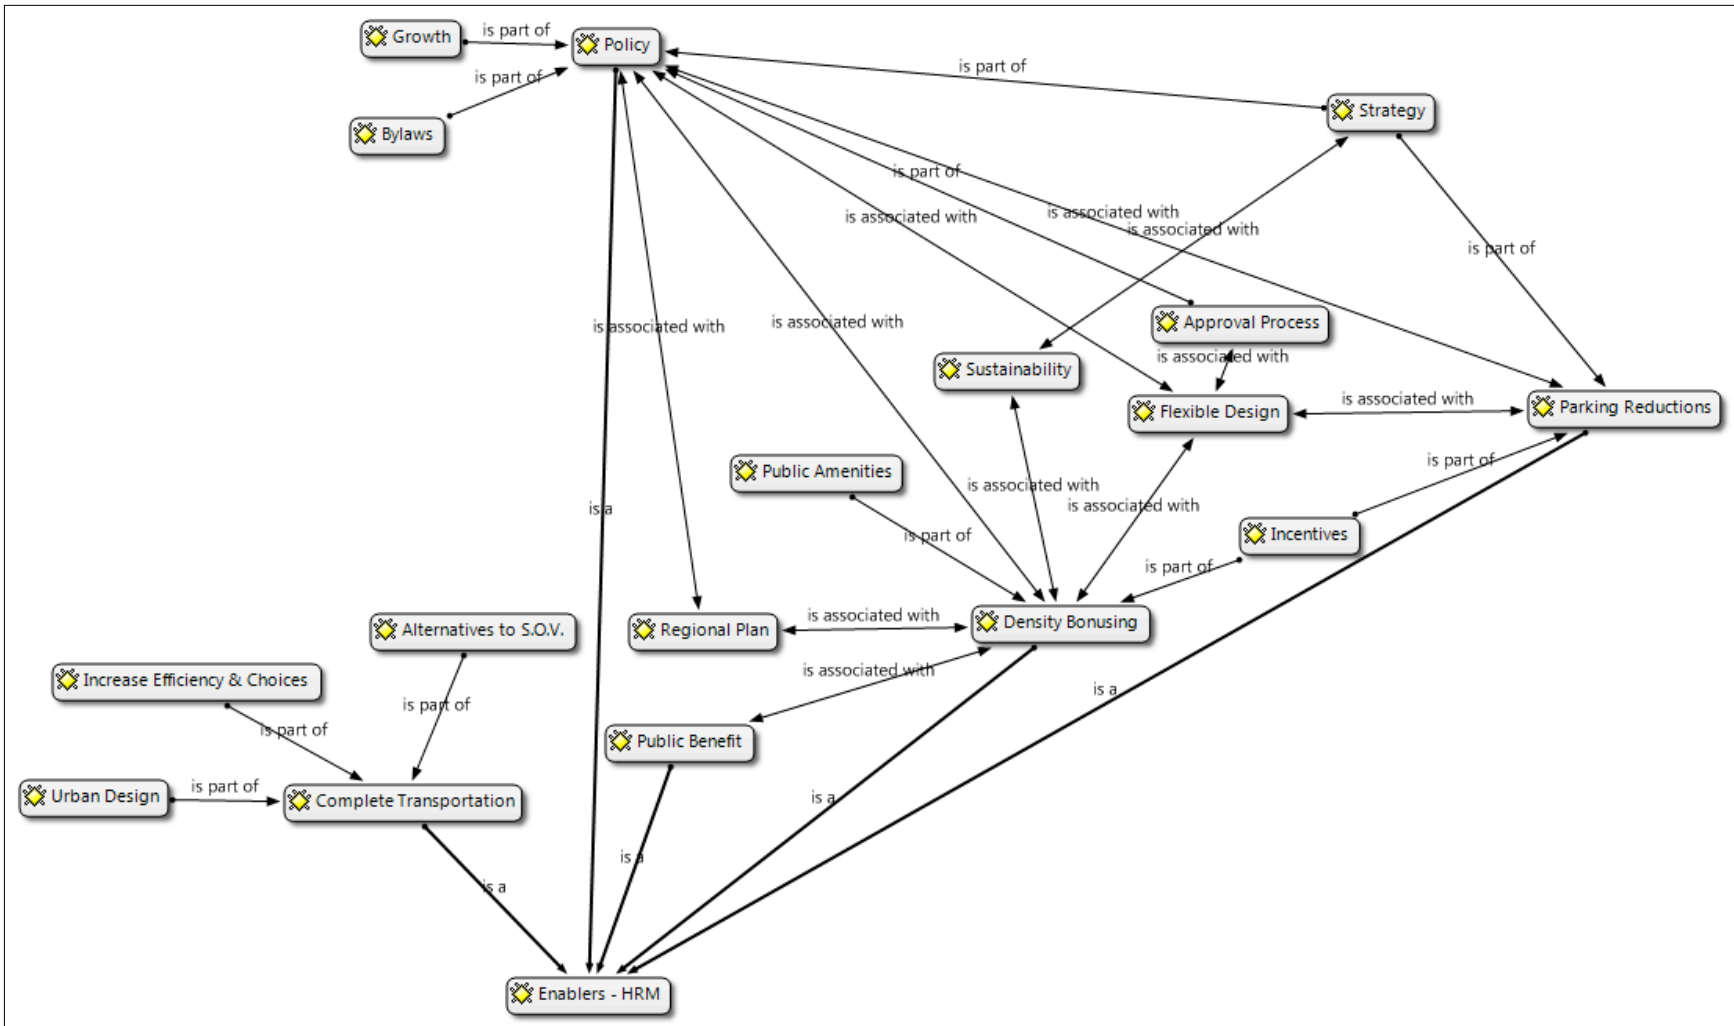 Growth
is part of
Policy
is part of
Bylaws
is part of
Strategy
is part of
is associated with
is associated with
is associated with
is part of
is associated with
is associated with
Approval Process
is associated with
Sustainability
Flexible Design
is associated with
Parking Reductions
Public Amenities
is part of
is associated with
is associated with
is a
is part of
Incentives
is part of
Alternatives to S.O.V.
Regional Plan
is associated with
Density Bonusing
is associated with
Increase Efficiency & Choices
is part of
is part of
is a
Public Benefit
Urban Design
is part of
Complete Transportation
is a
is a
is a
Enablers - HRM